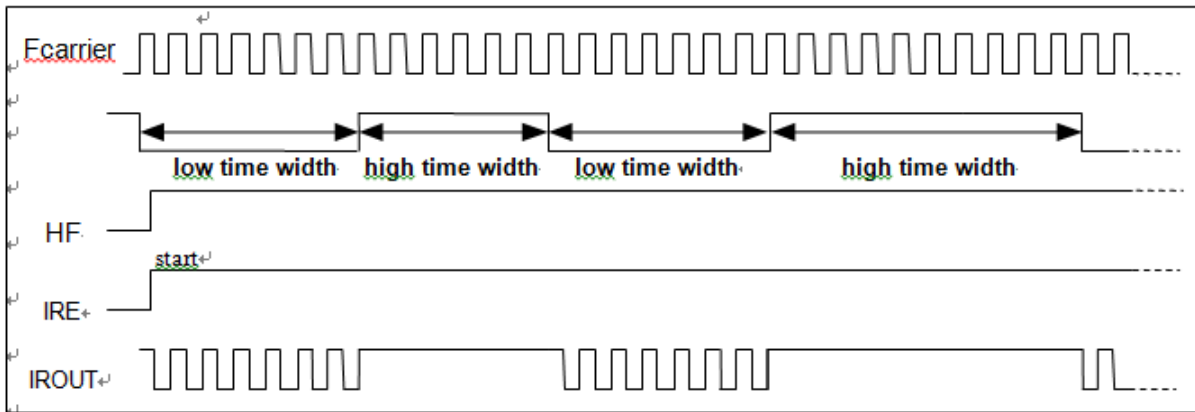 Fcarrier
low time width high time width low time width high time width
HF
start
IRE
IROUT